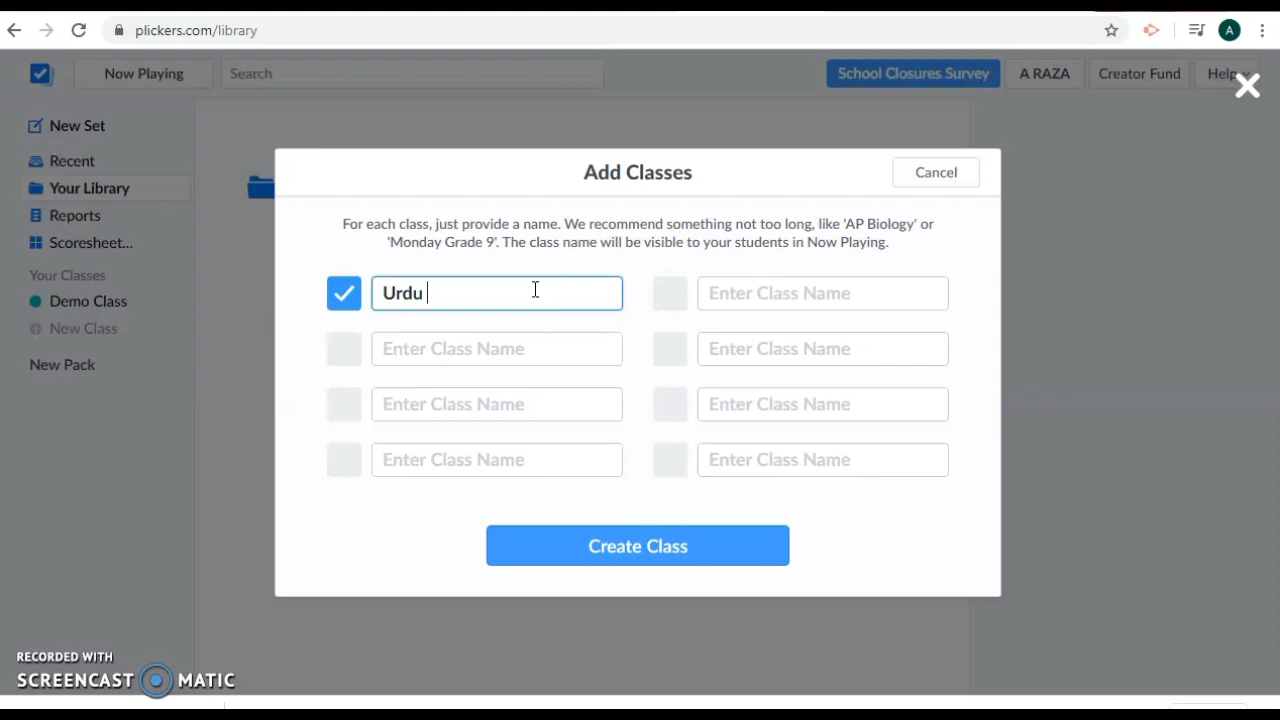 plickers.com/library
A
Now Playing
Search
School Closures Survey
A RAZA
Creator Fund
Help
New Set
Recent
Your Library
Reports
Scoresheet...
Your Classes
Demo Class
New Class
New Pack
Add Classes
Cancel
For each class, just provide a name. We recommend something not too long, like 'AP Biology' or
'Monday Grade 9'. The class name will be visible to your students in Now Playing.
Urdu
Enter Class Name
Enter Class Name
Enter Class Name
Enter Class Name
Enter Class Name
Enter Class Name
Enter Class Name
Create Class
RECORDED WITH
SCREENCAST MATIC